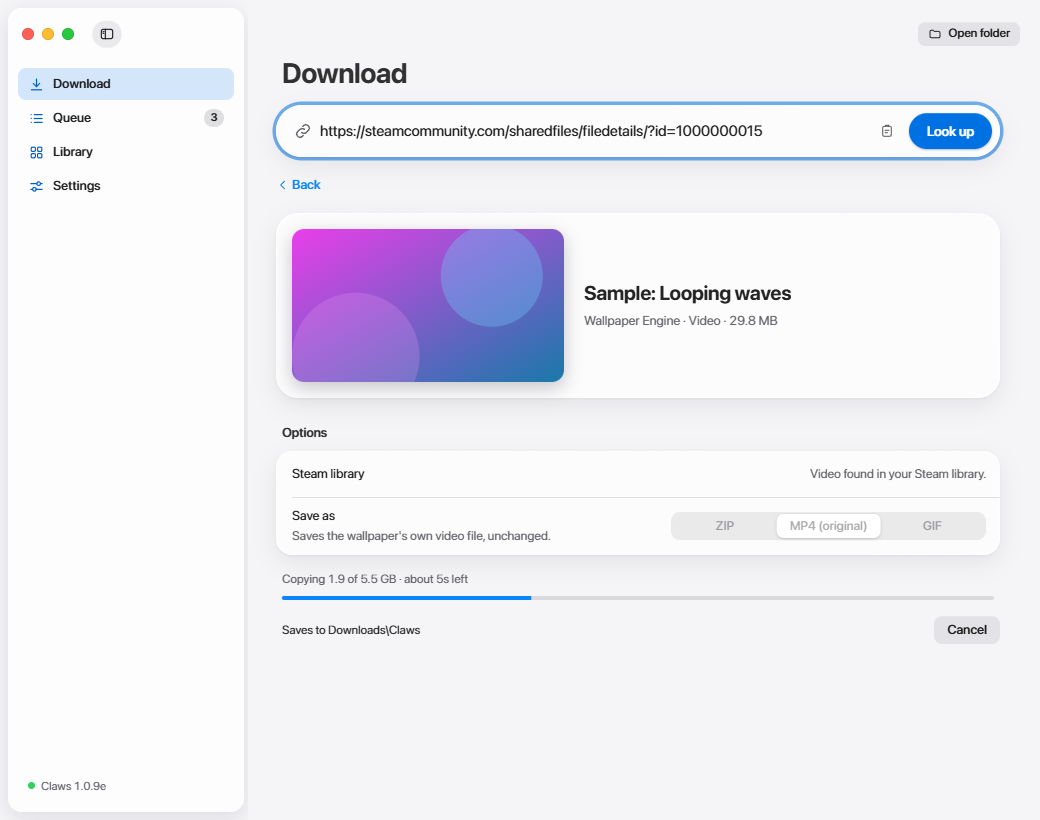 Open folder
Download
Queue
3
Library
Settings
Claws 1.0.9e
Download
https://steamcommunity.com/sharedfiles/filedetails/?id=1000000015
Look up
Back
Sample: Looping waves
Wallpaper Engine · Video · 29.8 MB
Options
Steam library
Video found in your Steam library.
Save as
Saves the wallpaper's own video file, unchanged.
ZIP
MP4 (original)
GIF
Copying 1.9 of 5.5 GB · about 5s left
Saves to Downloads\Claws
Cancel